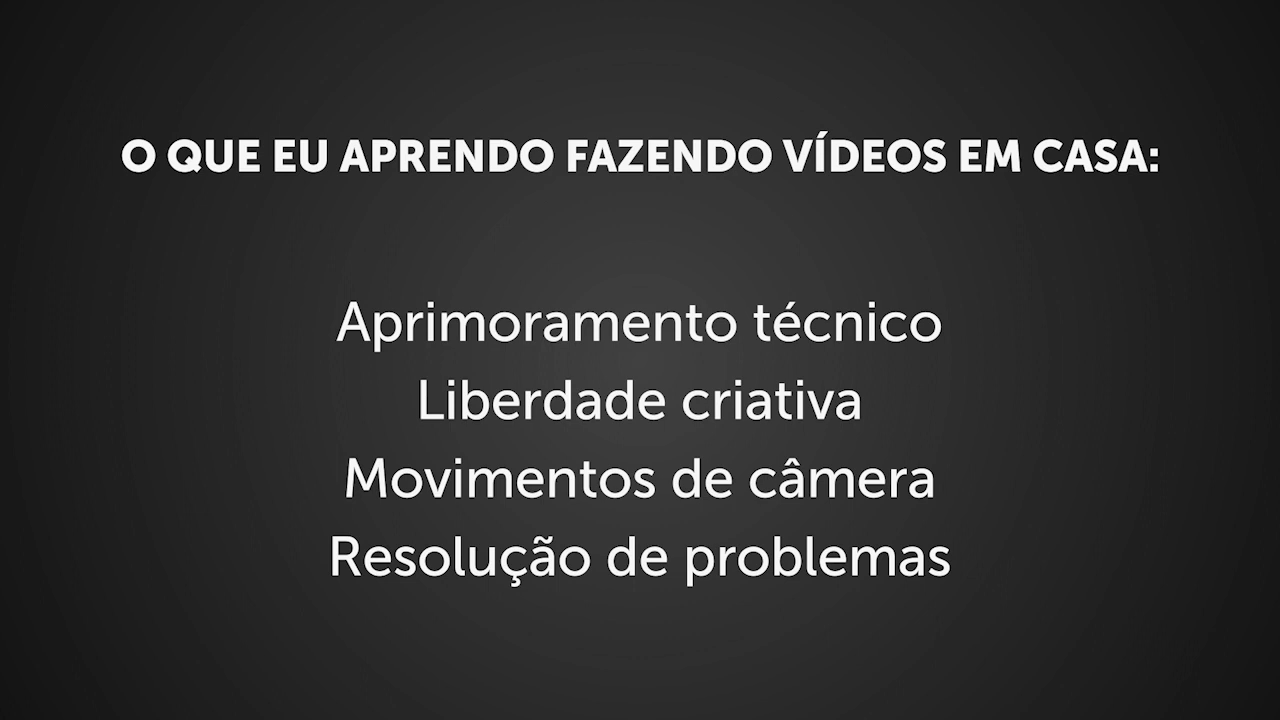 O QUE EU APRENDO FAZENDO VÍDEOS EM CASA:
Aprimoramento técnico
Liberdade criativa
Movimentos de câmera
Resolução de problemas